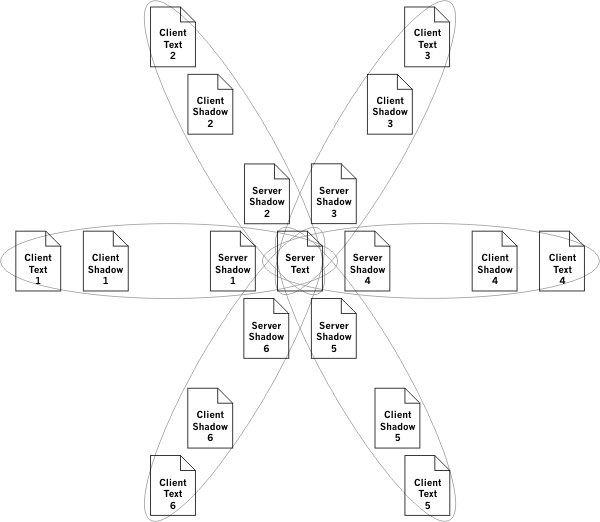 Client
Text
2
Client
Text
3
Client
Shadow
2
Client
Shadow
3
Server
Shadow
2
Server
Shadow
3
Client
Text
1
Client
Shadow
1
Server
Shadow
1
Server
Text
Server
Shadow
4
Client
Shadow
4
Client
Text
4
Server
Shadow
6
Server
Shadow
5
Client
Shadow
6
Client
Shadow
5
Client
Text
6
Client
Text
5